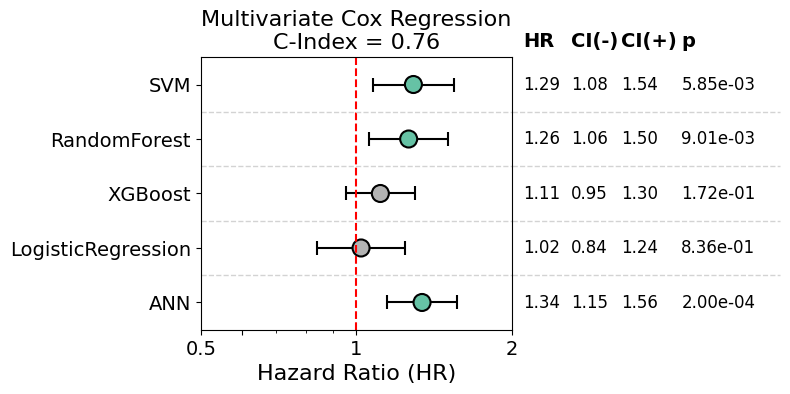 Multivariate Cox Regression
C-Index = 0.76
HR CI(-) CI(+) p
SVM 1.29 1.08 1.54 5.85e-03
RandomForest 1.26 1.06 1.50 9.01e-03
XGBoost 1.11 0.95 1.30 1.72e-01
LogisticRegression 1.02 0.84 1.24 8.36e-01
ANN 1.34 1.15 1.56 2.00e-04
0.5 1 2
Hazard Ratio (HR)